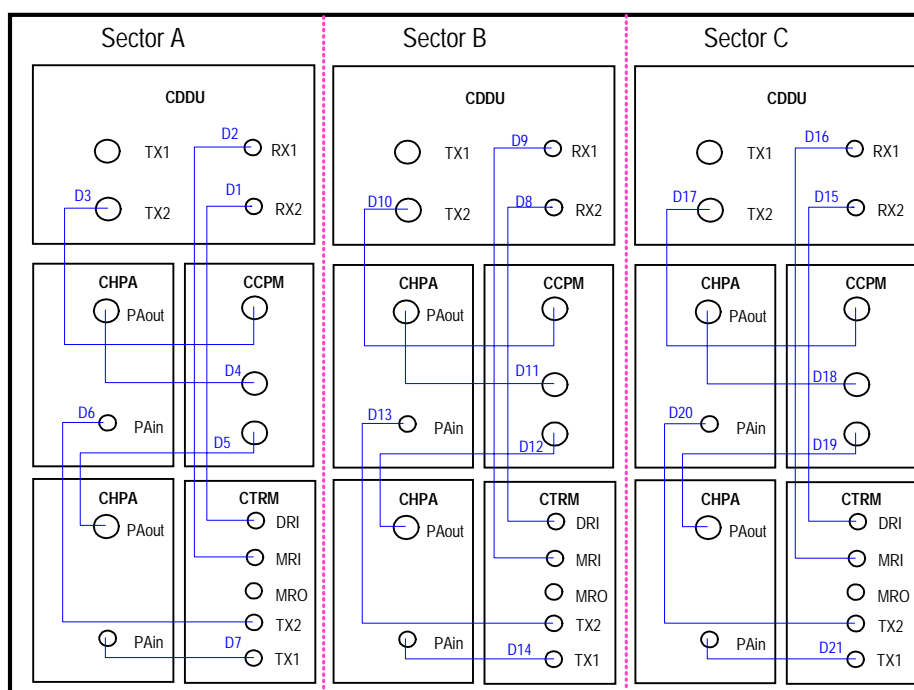 Sector A
Sector B
Sector C
CDDU
CDDU
CDDU
D2
D9
D16
TX1
RX1
TX1
RX1
TX1
RX1
D3
D1
D10
D8
D17
D15
TX2
RX2
TX2
RX2
TX2
RX2
CHPA
CCPM
CHPA
CCPM
CHPA
CCPM
PAout
PAout
PAout
D4
D11
D18
D6
D13
D20
PAin
D5
PAin
D12
PAin
D19
CHPA
CTRM
CHPA
CTRM
CHPA
CTRM
PAout
DRI
PAout
DRI
PAout
DRI
MRI
MRI
MRI
MRO
MRO
MRO
TX2
TX2
TX2
PAin
D7
TX1
PAin
D14
TX1
PAin
D21
TX1